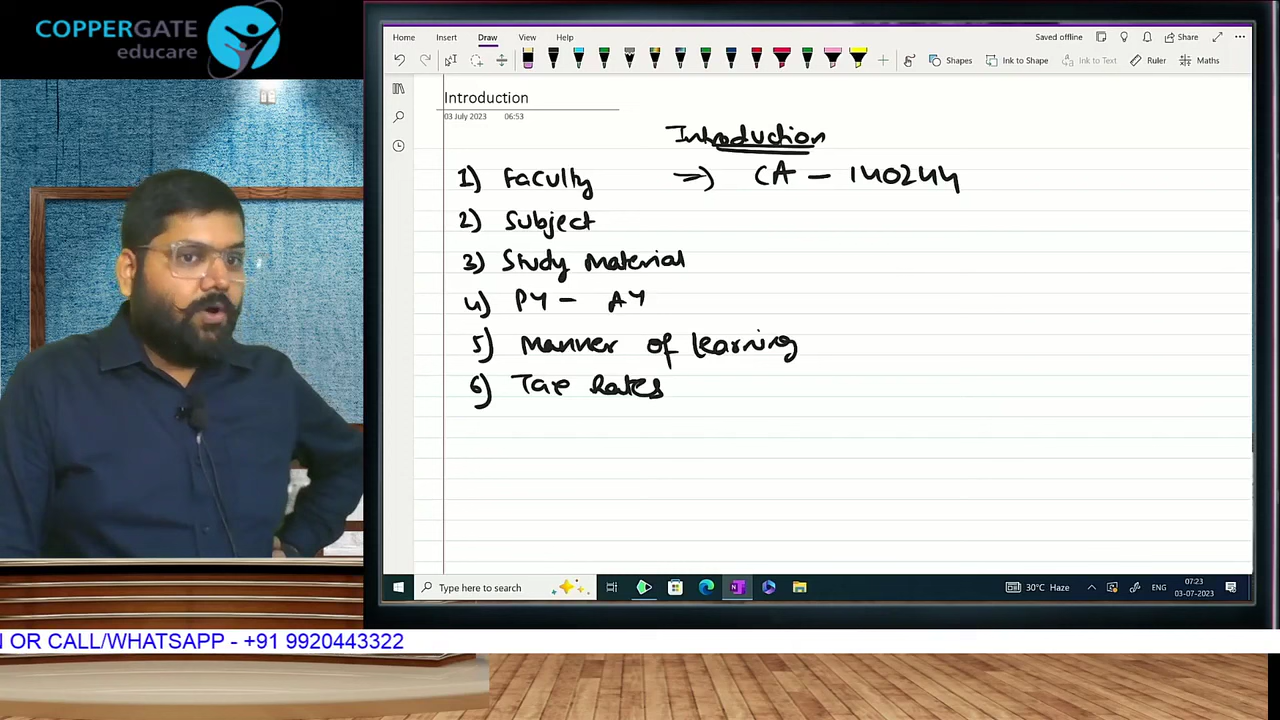 COPPERGATE
educare
Home Insert Draw View Help
Saved offline
Share
Shapes
Ink to Shape
Ink to Text
Ruler
Maths
Introduction
03 July 2023 06:53
Introduction
1) Faculty => CA - 140244
2) Subject
3) Study Material
4) PY - AY
5) Manner of learning
6) Tax Rates
Type here to search
30°C Haze
ENG
07:23
03-07-2023
N OR CALL/WHATSAPP - +91 9920443322